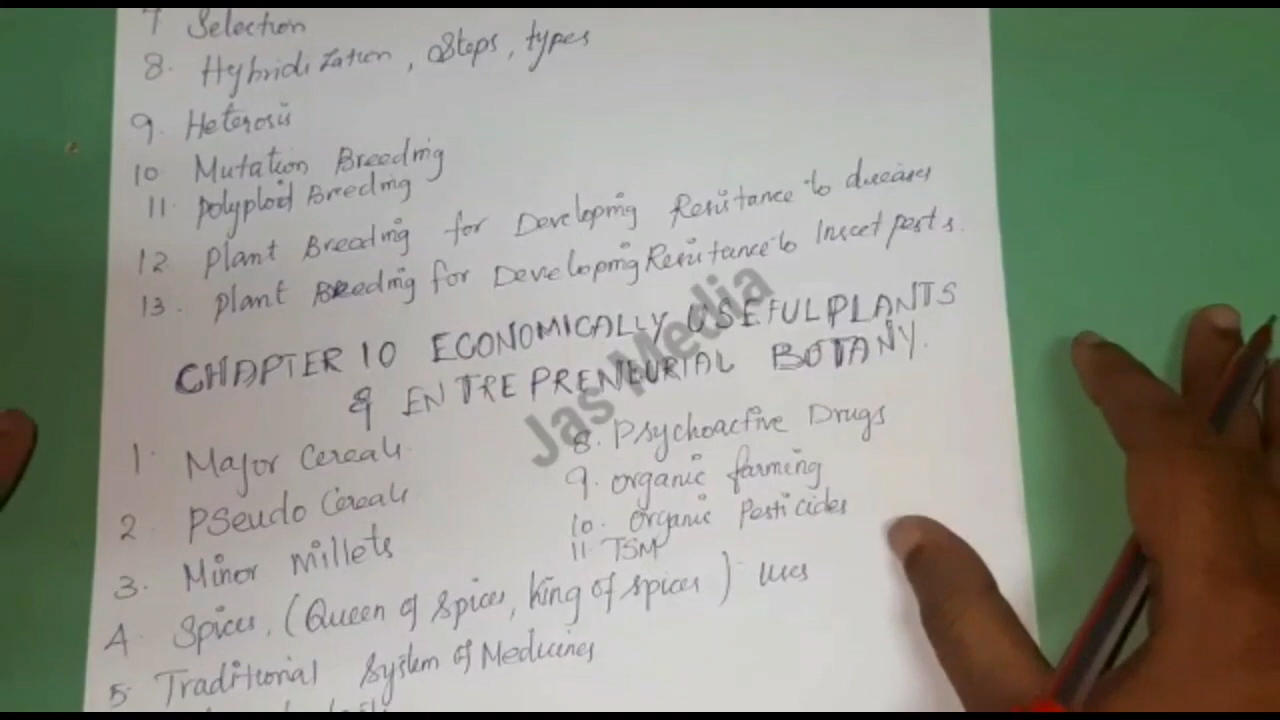 7 Selection
8. Hybridization, Steps, types
9. Heterosis
10 Mutation Breeding
11. polyploid Breeding
12 Plant Breeding for Developing Resistance to diseases
13. Plant Breeding for Developing Resistance to Insect pests.
CHAPTER 10 ECONOMICALLY USEFUL PLANTS
& ENTREPRENEURIAL BOTANY.
1. Major Cereals.
2 PSeudo Cereals
3. Minor millets
4. Spices, (Queen of Spices, King of spices) uses
5. Traditional System of Medicines
8. Psychoactive Drugs
9. organic farming
10. Organic Pesticides
11. TSM
Jas Media